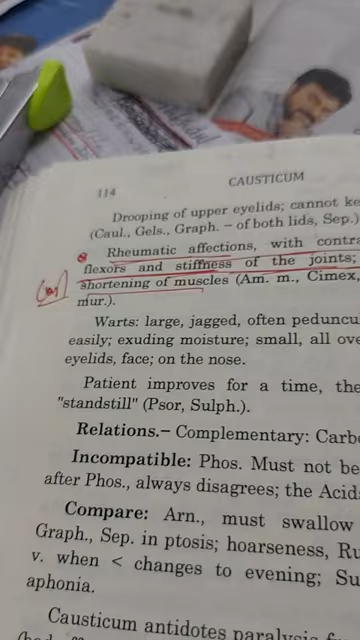 114
CAUSTICUM
Drooping of upper eyelids; cannot ke
(Caul., Gels., Graph. – of both lids, Sep.)
Rheumatic affections, with contra
flexors and stiffness of the joints;
shortening of muscles (Am. m., Cimex,
mur.).
Warts: large, jagged, often peduncu
easily; exuding moisture; small, all ove
eyelids, face; on the nose.
Patient improves for a time, the
"standstill" (Psor, Sulph.).
Relations.– Complementary: Carb
Incompatible: Phos. Must not be
after Phos., always disagrees; the Acid
Compare: Arn., must swallow
Graph., Sep. in ptosis; hoarseness, Ru
v. when < changes to evening; Su
aphonia.
Causticum antidotes paralysis